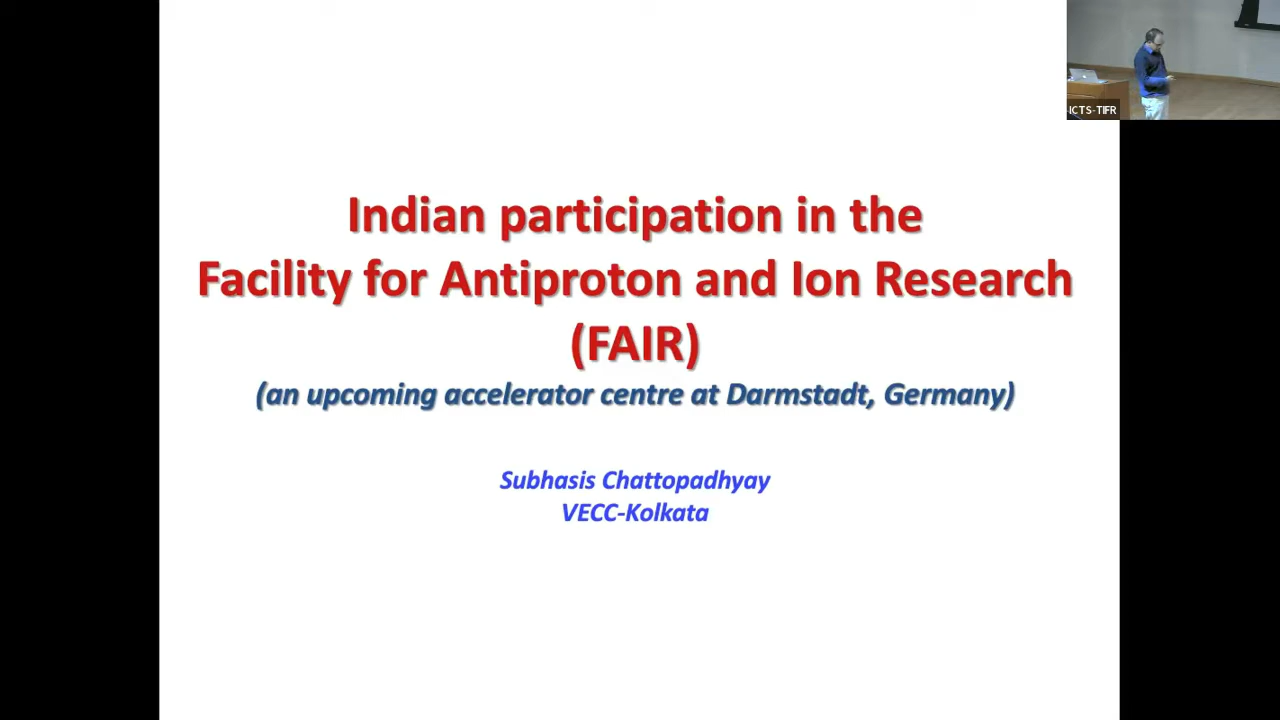 Indian participation in the
Facility for Antiproton and Ion Research
(FAIR)
(an upcoming accelerator centre at Darmstadt, Germany)
Subhasis Chattopadhyay
VECC-Kolkata
ICTS-TIFR